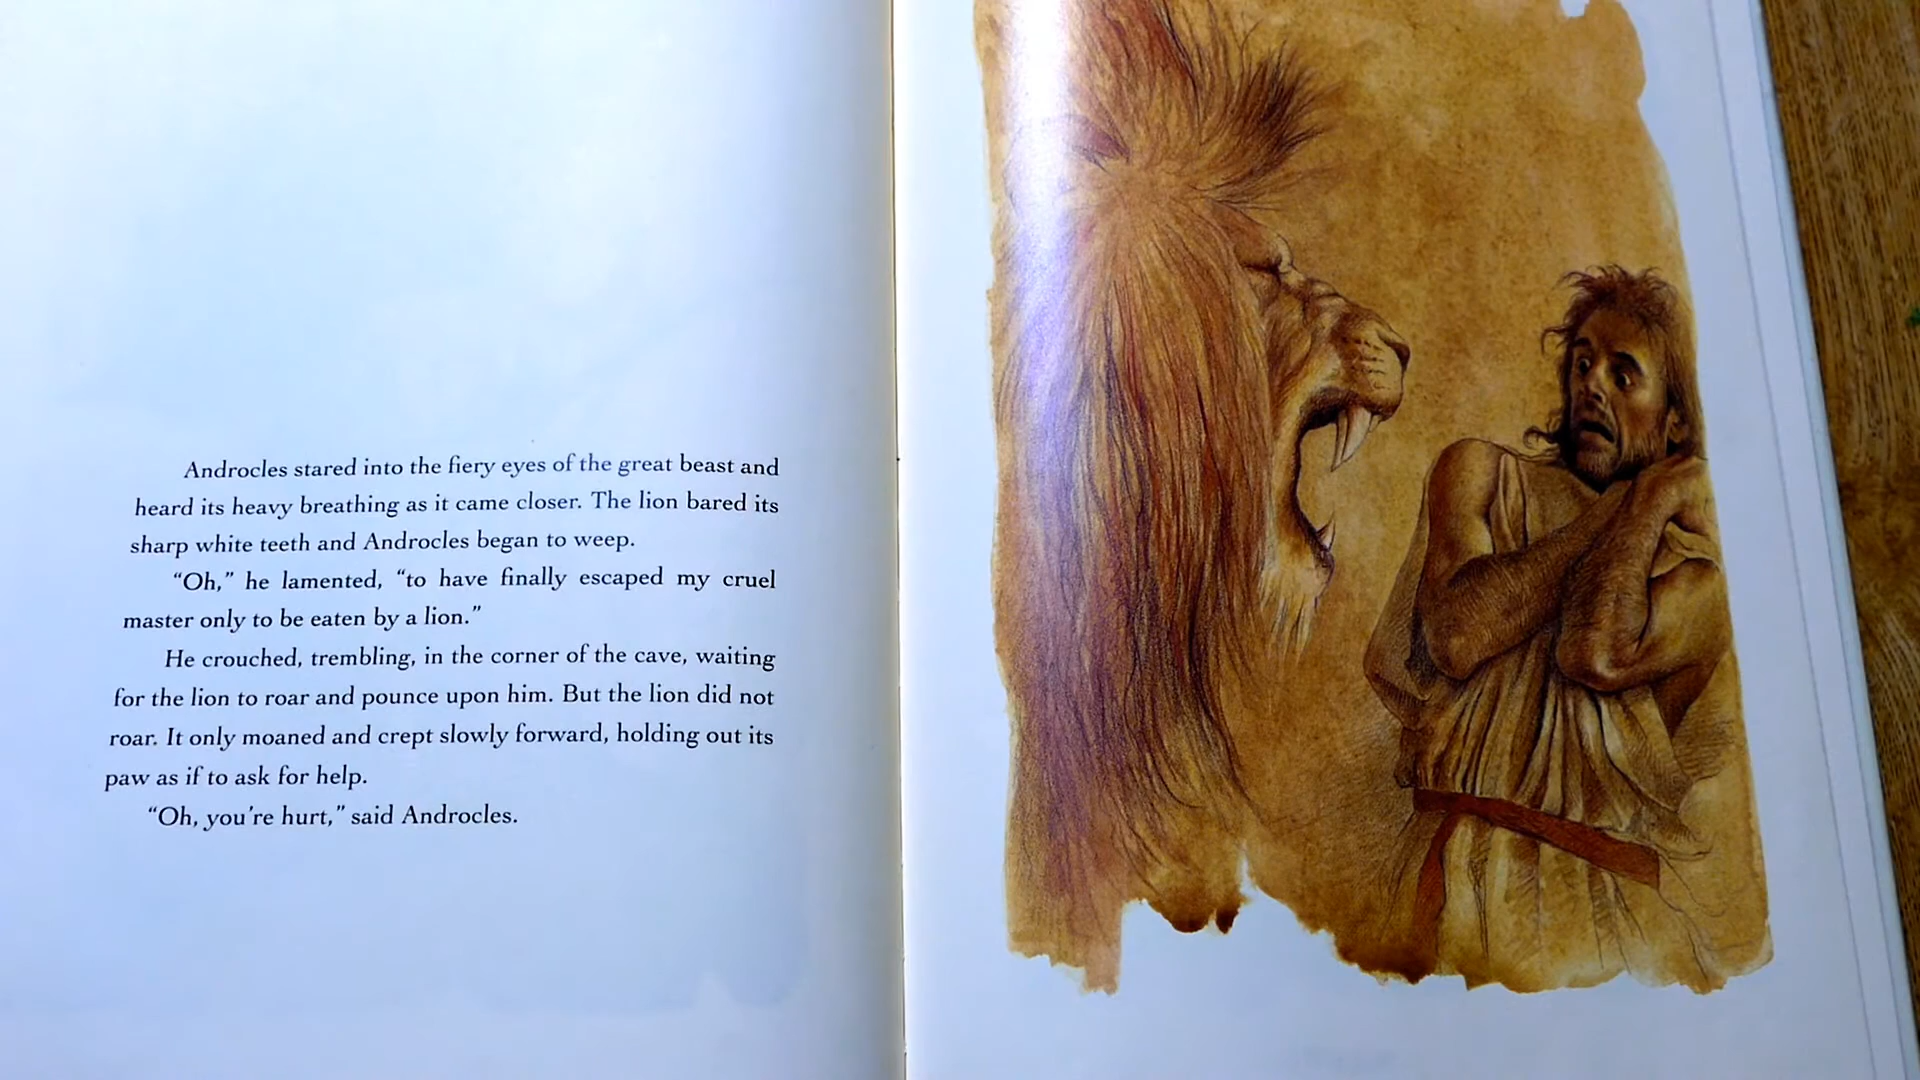 Androcles stared into the fiery eyes of the great beast and
heard its heavy breathing as it came closer. The lion bared its
sharp white teeth and Androcles began to weep.
“Oh,” he lamented, “to have finally escaped my cruel
master only to be eaten by a lion.”
He crouched, trembling, in the corner of the cave, waiting
for the lion to roar and pounce upon him. But the lion did not
roar. It only moaned and crept slowly forward, holding out its
paw as if to ask for help.
“Oh, you’re hurt,” said Androcles.